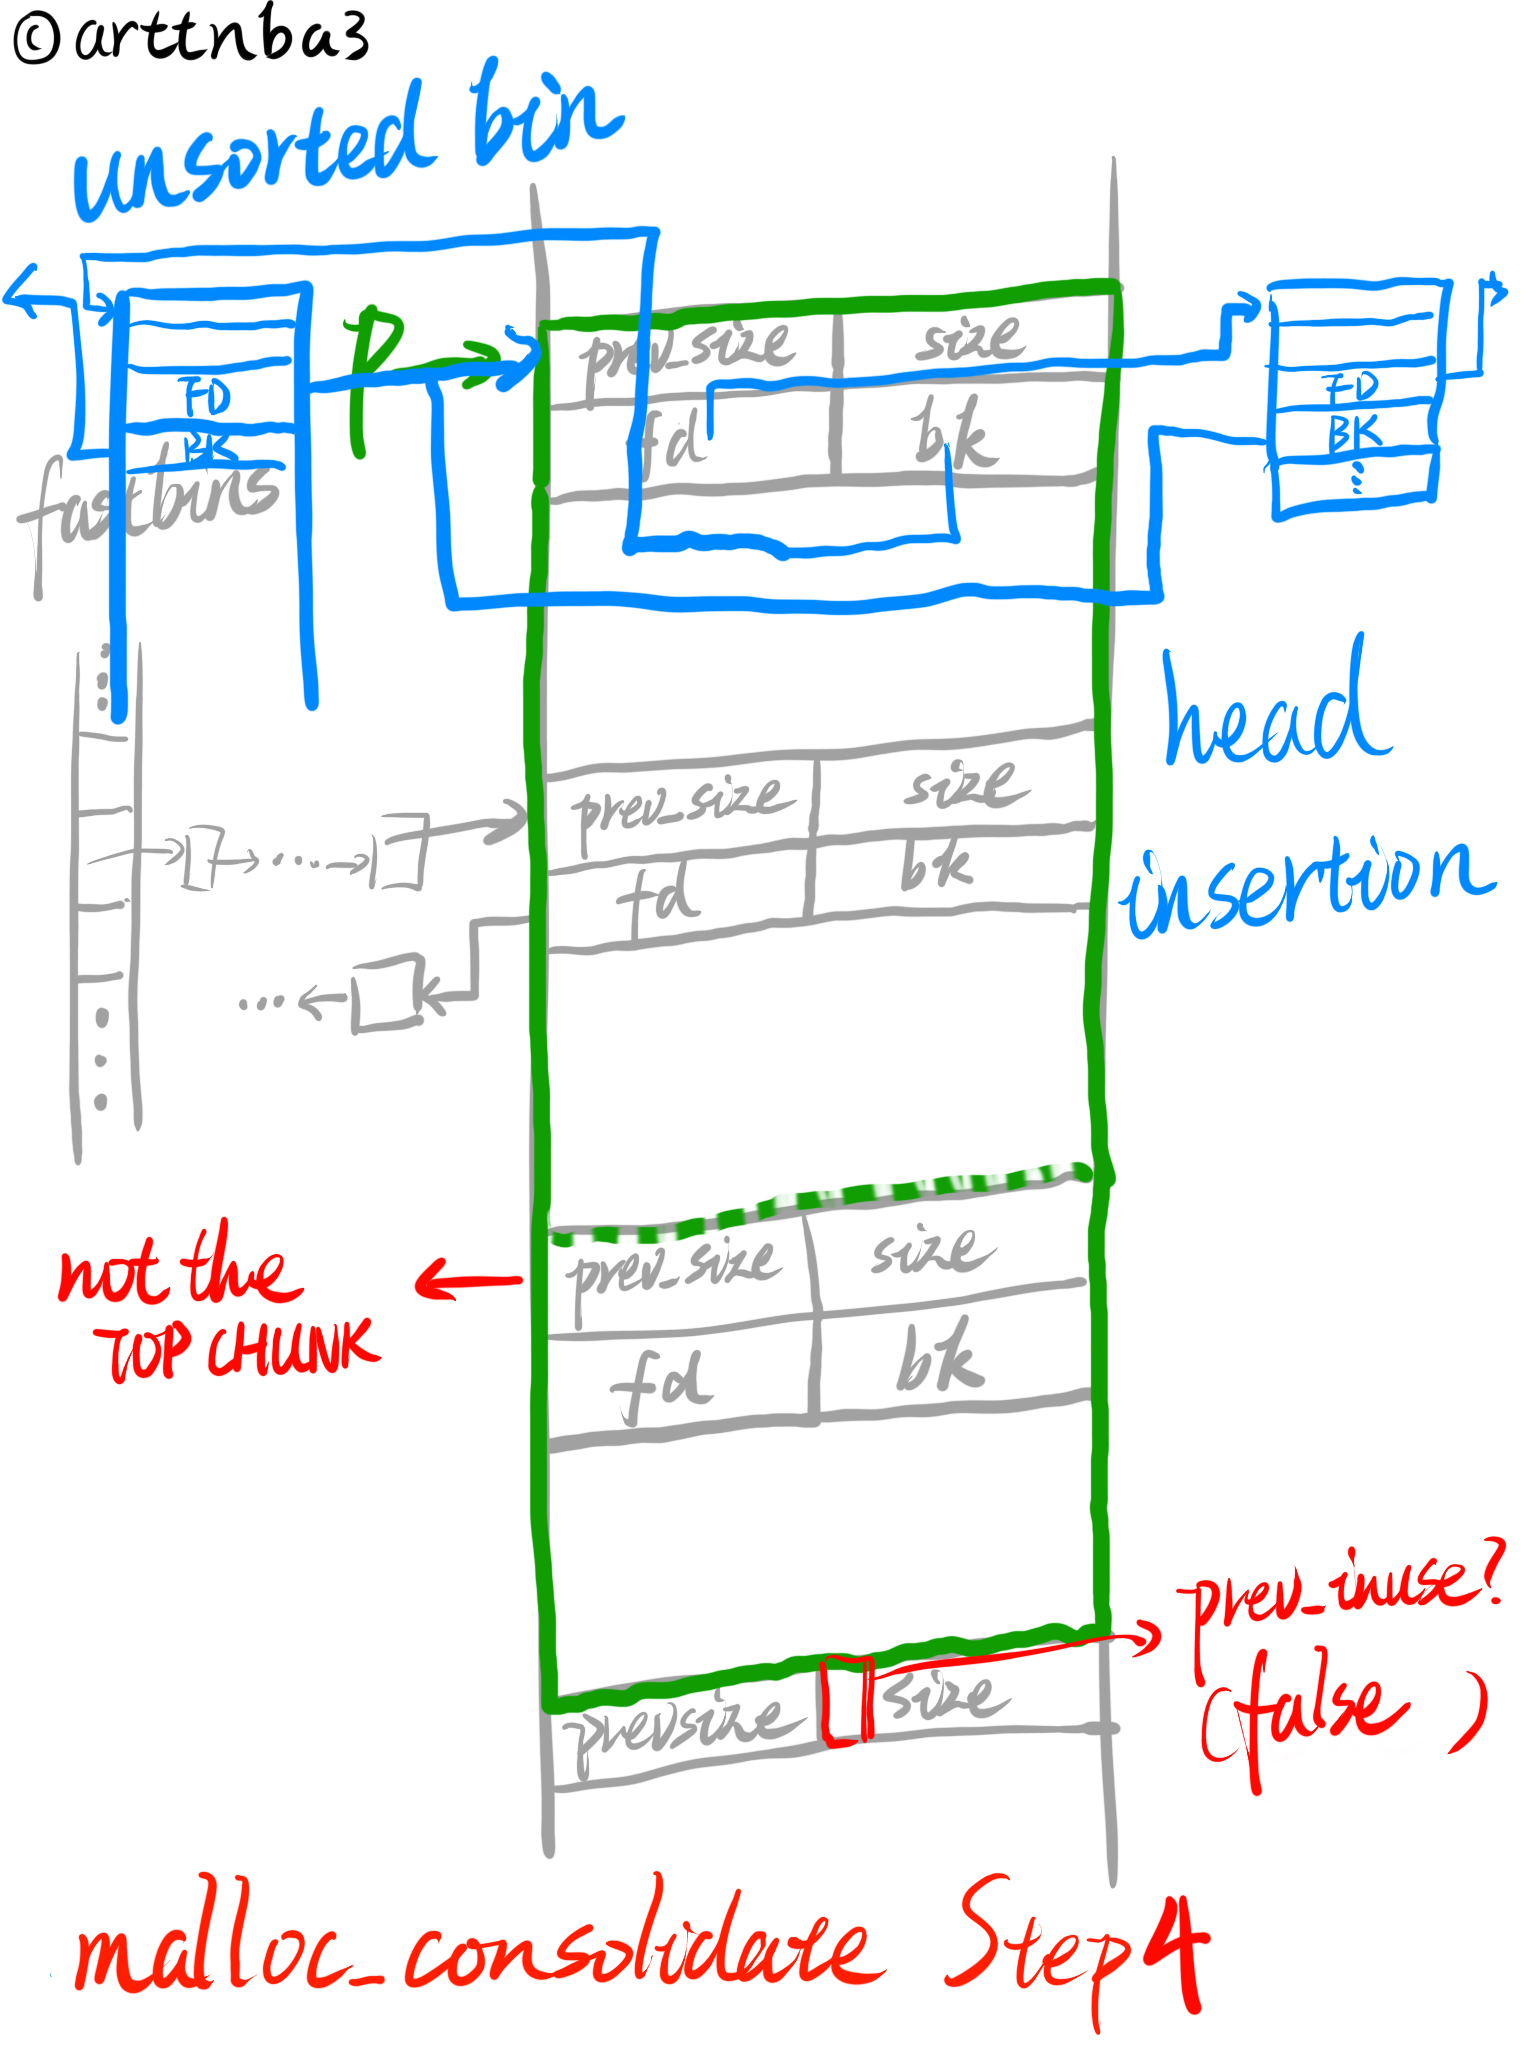 ©arttnba3
unsorted bin
P
prev_size size
FD
BK
fd bk
FD
BK
fastbins
head
insertion
prev_size size
fd bk
not the
TOP CHUNK
prev_size size
fd bk
prev_inuse?
(false)
prevsize size
malloc_consolidate Step4